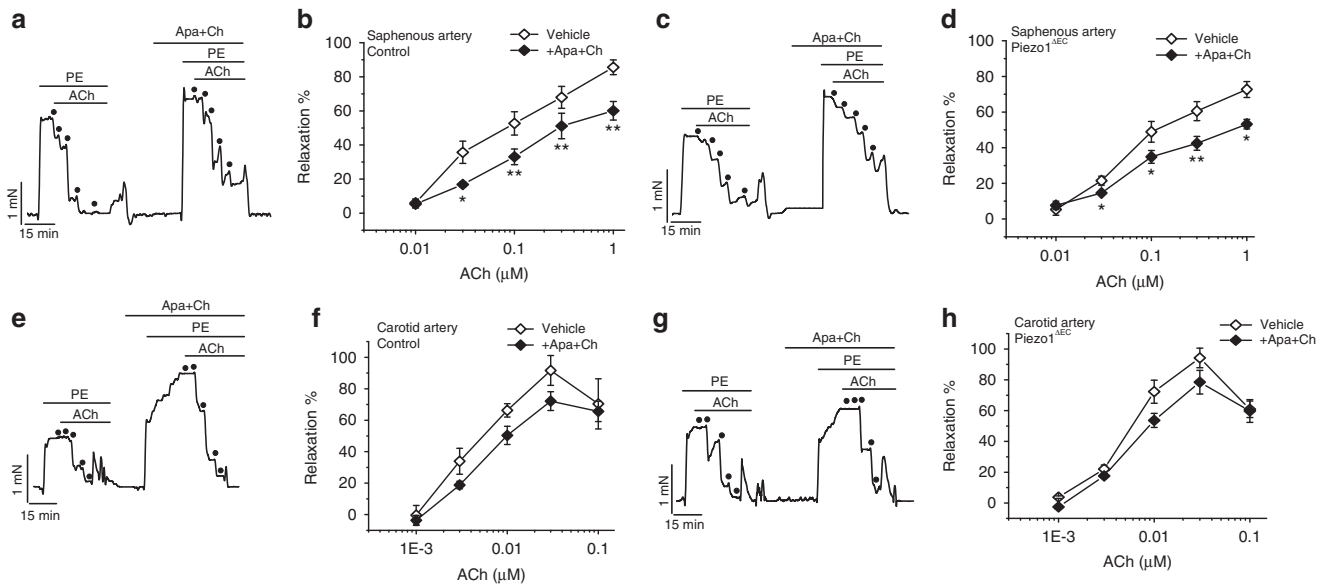 a
Apa+Ch
PE
PE
ACh
ACh
1 mN
15 min
b
Saphenous artery
Control
Vehicle
+Apa+Ch
Relaxation %
100
80
60
40
20
0
*
**
**
**
0.01
0.1
1
ACh (μM)
c
Apa+Ch
PE
PE
ACh
ACh
1 mN
15 min
d
Saphenous artery
Piezo1ΔEC
Vehicle
+Apa+Ch
Relaxation %
100
80
60
40
20
0
*
*
**
*
0.01
0.1
1
ACh (μM)
e
Apa+Ch
PE
ACh
PE
ACh
1 mN
15 min
f
Carotid artery
Control
Vehicle
+Apa+Ch
Relaxation %
100
80
60
40
20
0
1E-3
0.01
0.1
ACh (μM)
g
Apa+Ch
PE
PE
ACh
ACh
1 mN
15 min
h
Carotid artery
Piezo1ΔEC
Vehicle
+Apa+Ch
Relaxation %
100
80
60
40
20
0
1E-3
0.01
0.1
ACh (μM)